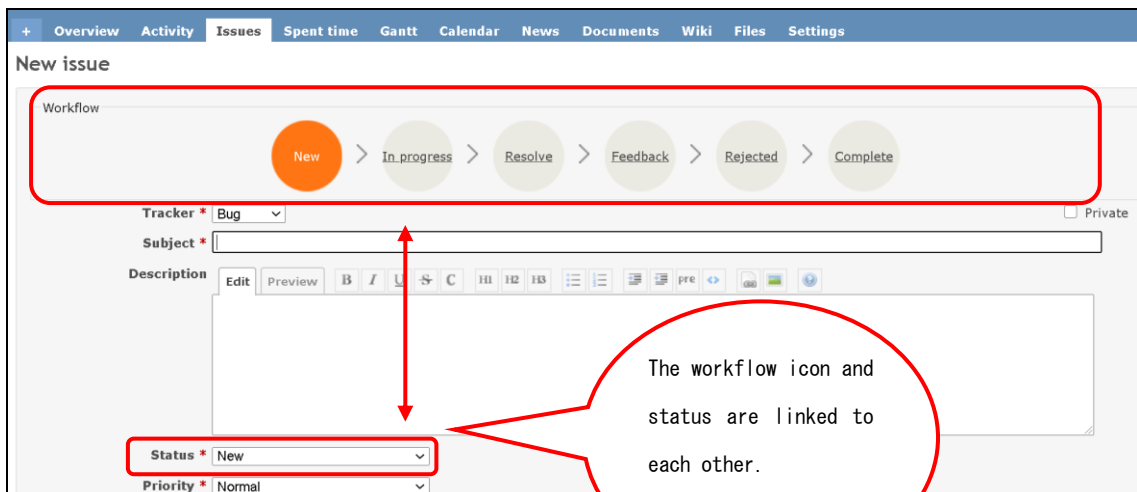 + Overview Activity Issues Spent time Gantt Calendar News Documents Wiki Files Settings
New issue
Workflow
New > In progress > Resolve > Feedback > Rejected > Complete
Tracker * Bug
Private
Subject *
Description Edit Preview B I U S C H1 H2 H3 pre <>
The workflow icon and
status are linked to
each other.
Status * New
Priority * Normal